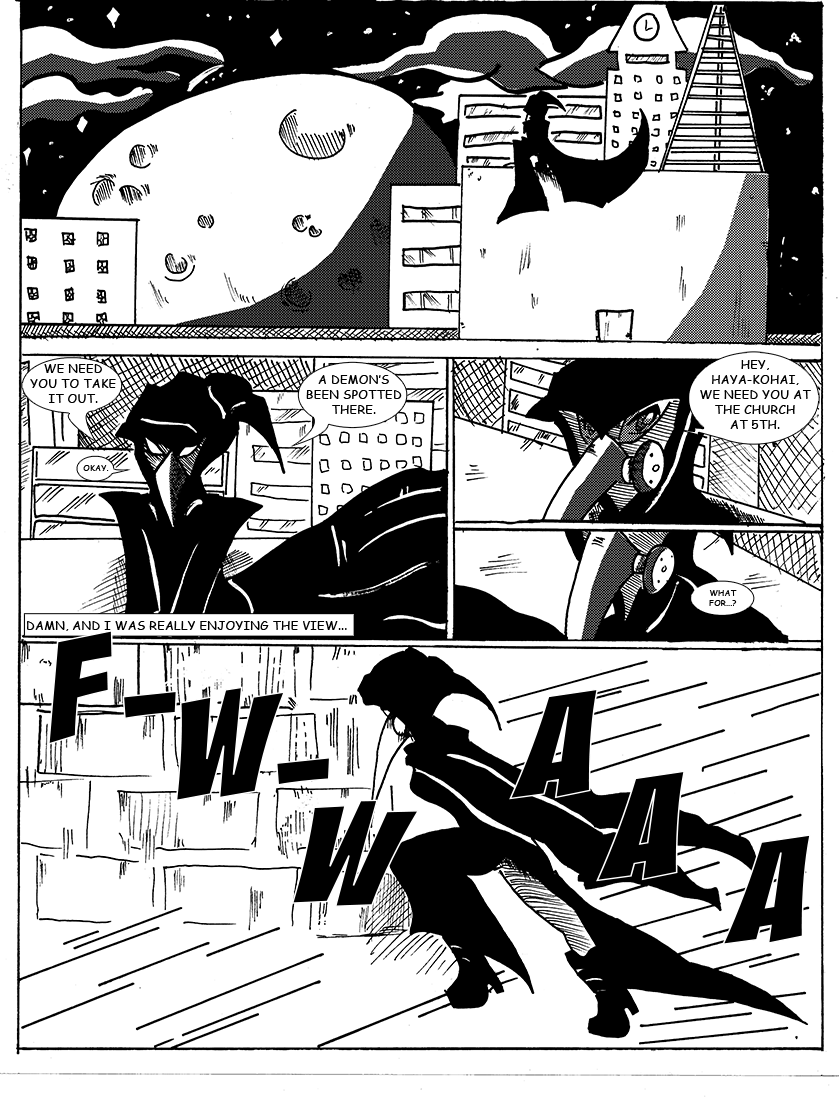 HEY,
HAYA-KOHAI,
WE NEED YOU AT
THE CHURCH
AT 5TH.
WHAT
FOR...?
A DEMON'S
BEEN SPOTTED
THERE.
WE NEED
YOU TO TAKE
IT OUT.
OKAY.
DAMN, AND I WAS REALLY ENJOYING THE VIEW...
F-W-W
AAA